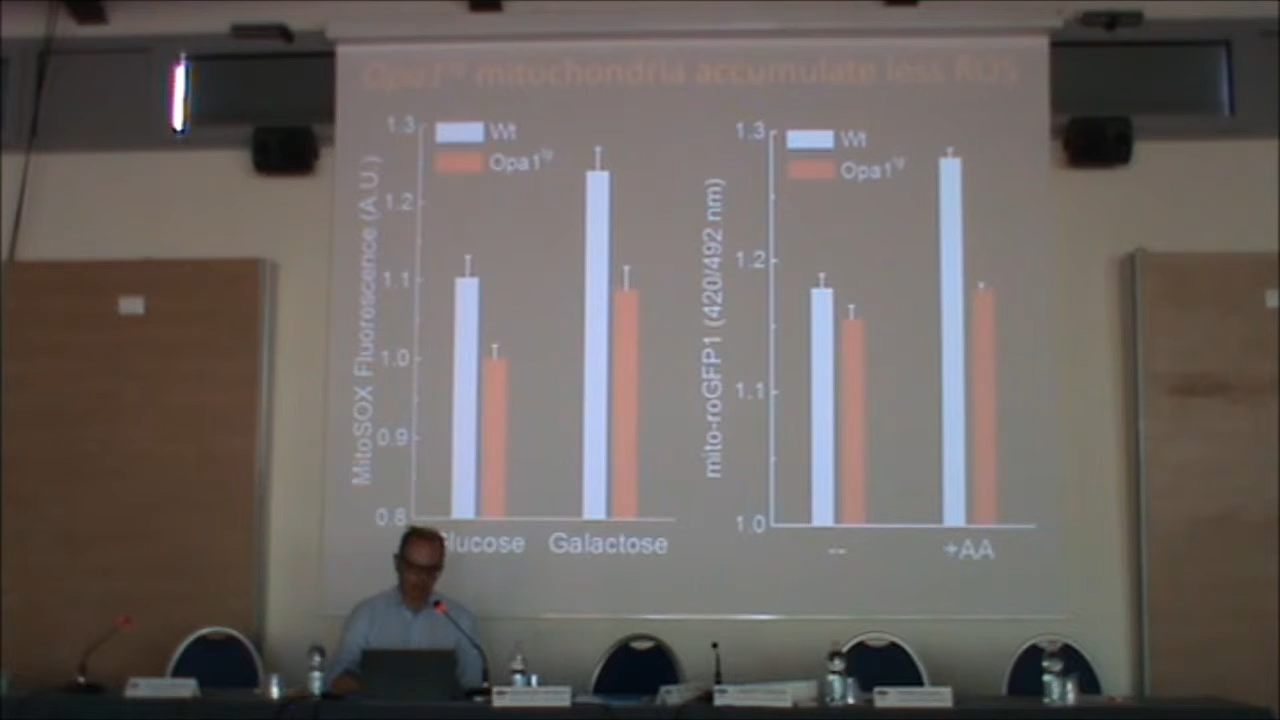 Opa1tg mitochondria accumulate less ROS
MitoSOX Fluorescence (A.U.)
1.3
1.2
1.1
1.0
0.9
0.8
Wt
Opa1tg
Glucose
Galactose
mito-roGFP1 (420/492 nm)
1.3
1.2
1.1
1.0
Wt
Opa1tg
--
+AA